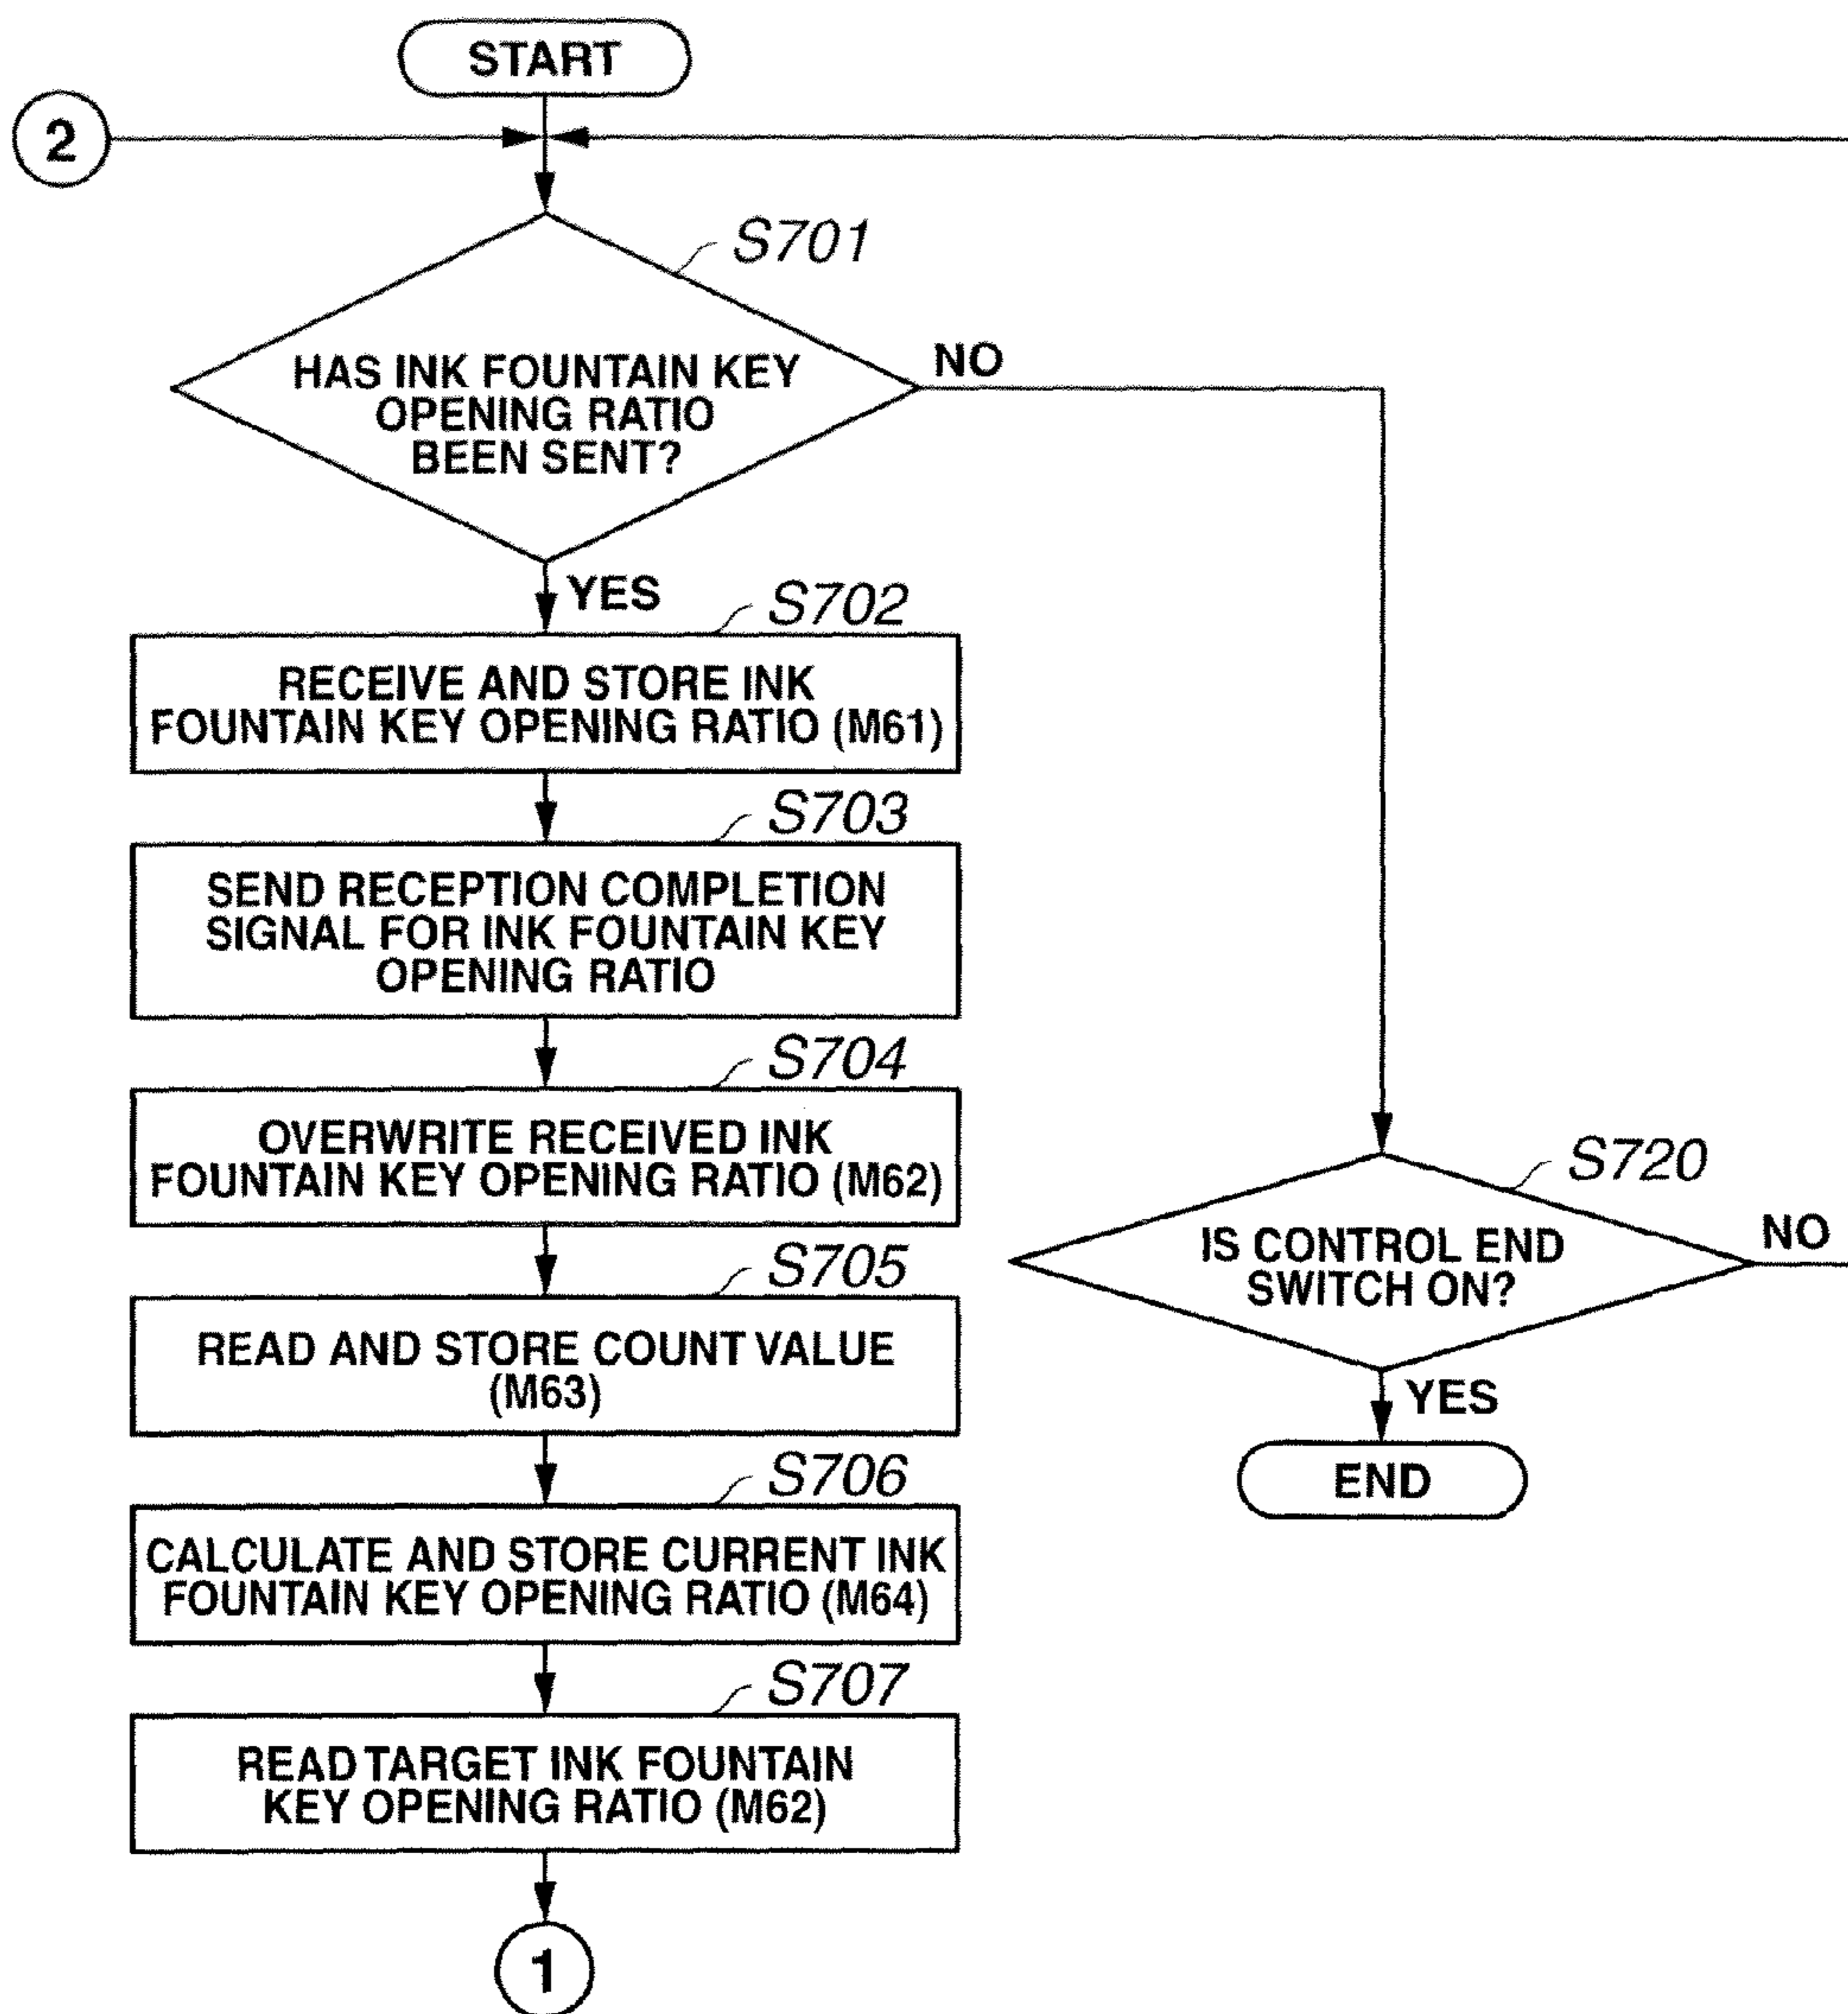 START
2
S701
HAS INK FOUNTAIN KEY
OPENING RATIO
BEEN SENT?
NO
YES
S702
RECEIVE AND STORE INK
FOUNTAIN KEY OPENING RATIO (M61)
S703
SEND RECEPTION COMPLETION
SIGNAL FOR INK FOUNTAIN KEY
OPENING RATIO
S704
OVERWRITE RECEIVED INK
FOUNTAIN KEY OPENING RATIO (M62)
S705
READ AND STORE COUNT VALUE
(M63)
S706
CALCULATE AND STORE CURRENT INK
FOUNTAIN KEY OPENING RATIO (M64)
S707
READ TARGET INK FOUNTAIN
KEY OPENING RATIO (M62)
1
S720
IS CONTROL END
SWITCH ON?
NO
YES
END